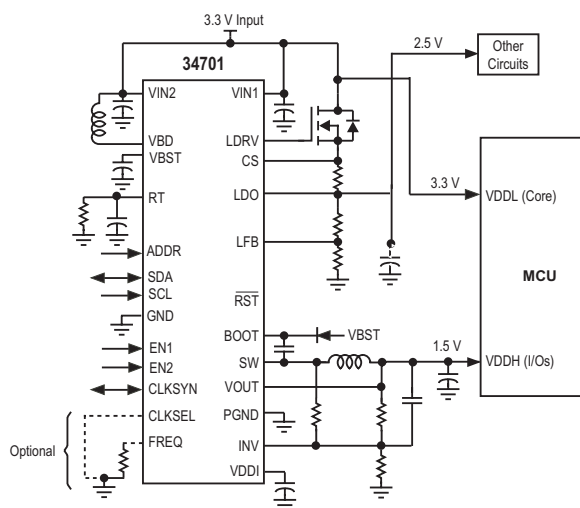 3.3 V Input
34701
2.5 V
Other
Circuits
VIN2
VIN1
VBD
LDRV
VBST
CS
RT
LDO
3.3 V
VDDL (Core)
LFB
ADDR
SDA
SCL
RST
MCU
GND
BOOT
VBST
EN1
SW
1.5 V
VDDH (I/Os)
EN2
VOUT
CLKSYN
CLKSEL
PGND
Optional
FREQ
INV
VDDI